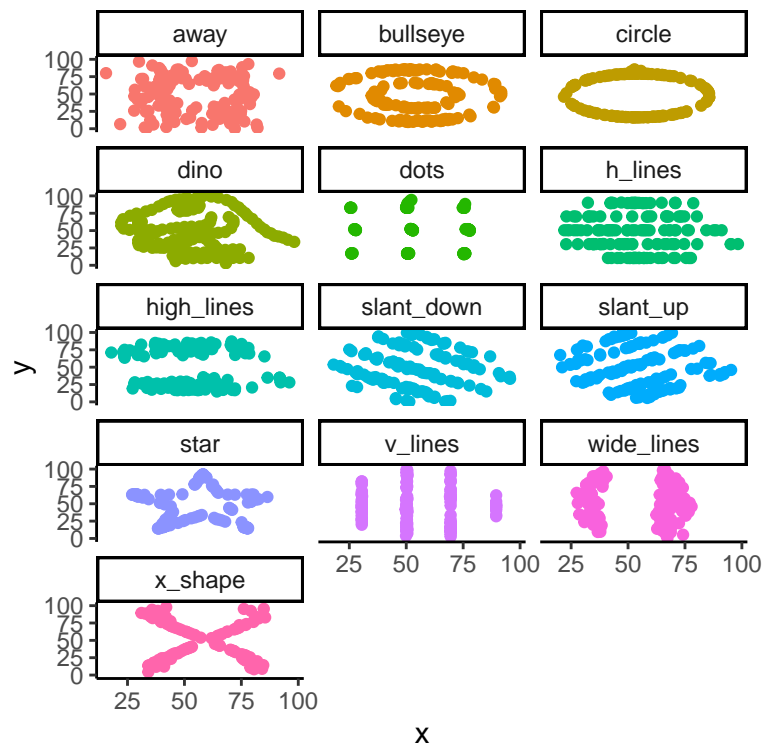 away bullseye circle
100
75
50
25
0
dino dots h_lines
100
75
50
25
0
high_lines slant_down slant_up
100
75
50
25
0
y
star v_lines wide_lines
100
75
50
25
0
25 50 75 100 25 50 75 100
x_shape
100
75
50
25
0
25 50 75 100
x